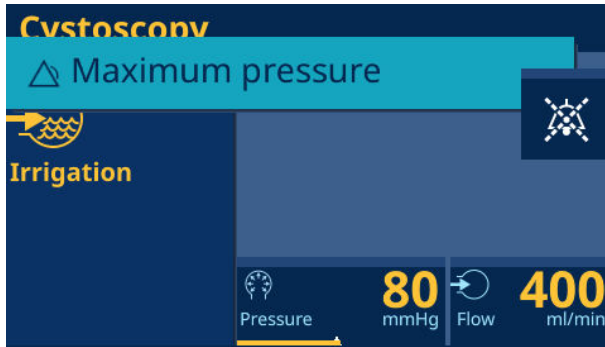 Cystoscopy
Maximum pressure
Irrigation
80
400
Pressure
mmHg
Flow
ml/min